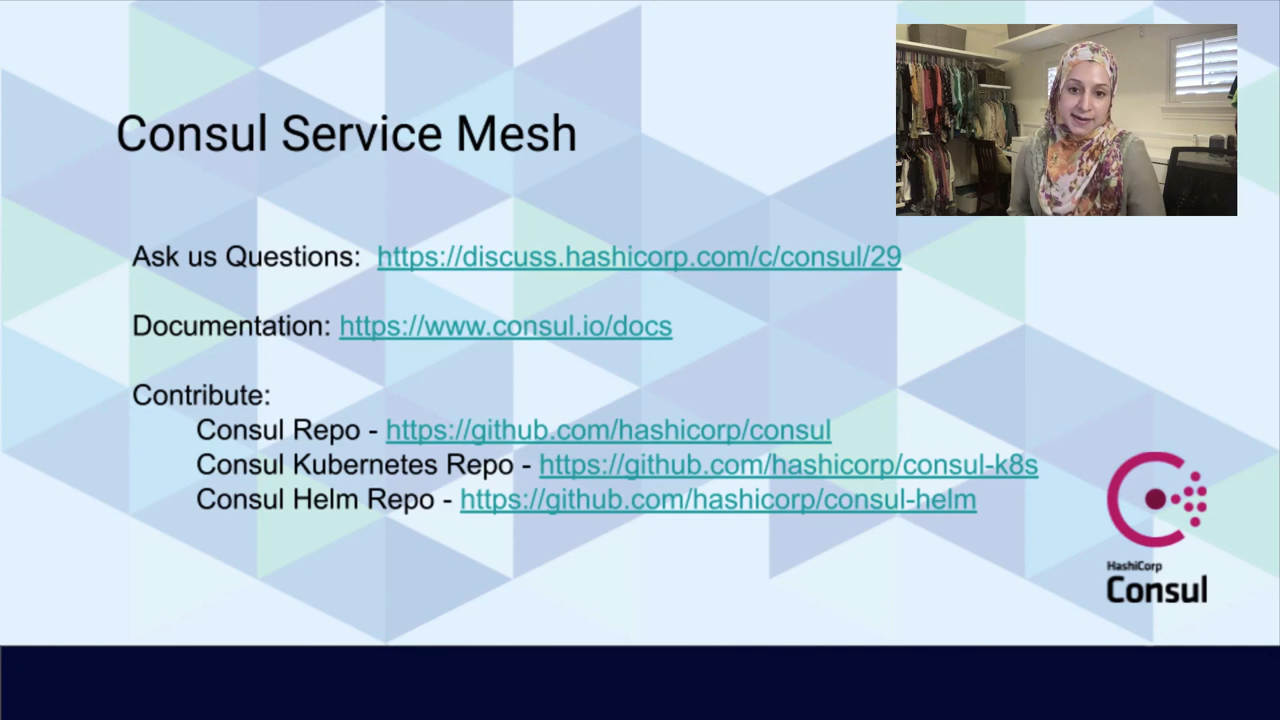 Consul Service Mesh
Ask us Questions: https://discuss.hashicorp.com/c/consul/29
Documentation: https://www.consul.io/docs
Contribute:
Consul Repo - https://github.com/hashicorp/consul
Consul Kubernetes Repo - https://github.com/hashicorp/consul-k8s
Consul Helm Repo - https://github.com/hashicorp/consul-helm
HashiCorp
Consul